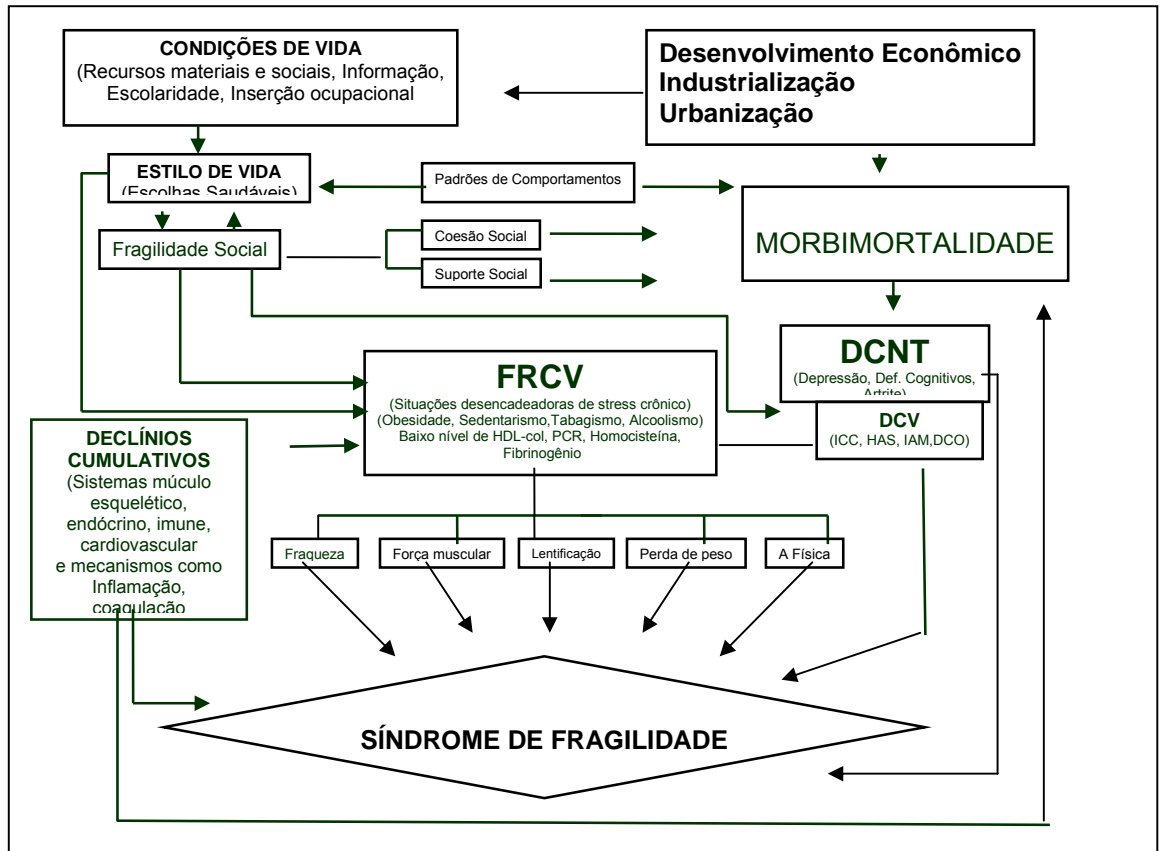 CONDIÇÕES DE VIDA
(Recursos materiais e sociais, Informação,
Escolaridade, Inserção ocupacional
Desenvolvimento Econômico
Industrialização
Urbanização
ESTILO DE VIDA
(Escolhas Saudáveis)
Padrões de Comportamentos
Fragilidade Social
Coesão Social
Suporte Social
MORBIMORTALIDADE
DCNT
(Depressão, Def. Cognitivos,
Artrite)
FRCV
(Situações desencadeadoras de stress crônico)
(Obesidade, Sedentarismo,Tabagismo, Alcoolismo)
Baixo nível de HDL-col, PCR, Homocisteína,
Fibrinogênio
DCV
(ICC, HAS, IAM,DCO)
DECLÍNIOS
CUMULATIVOS
(Sistemas múculo
esquelético,
endócrino, imune,
cardiovascular
e mecanismos como
Inflamação,
coagulação
Fraqueza
Força muscular
Lentificação
Perda de peso
A Física
SÍNDROME DE FRAGILIDADE